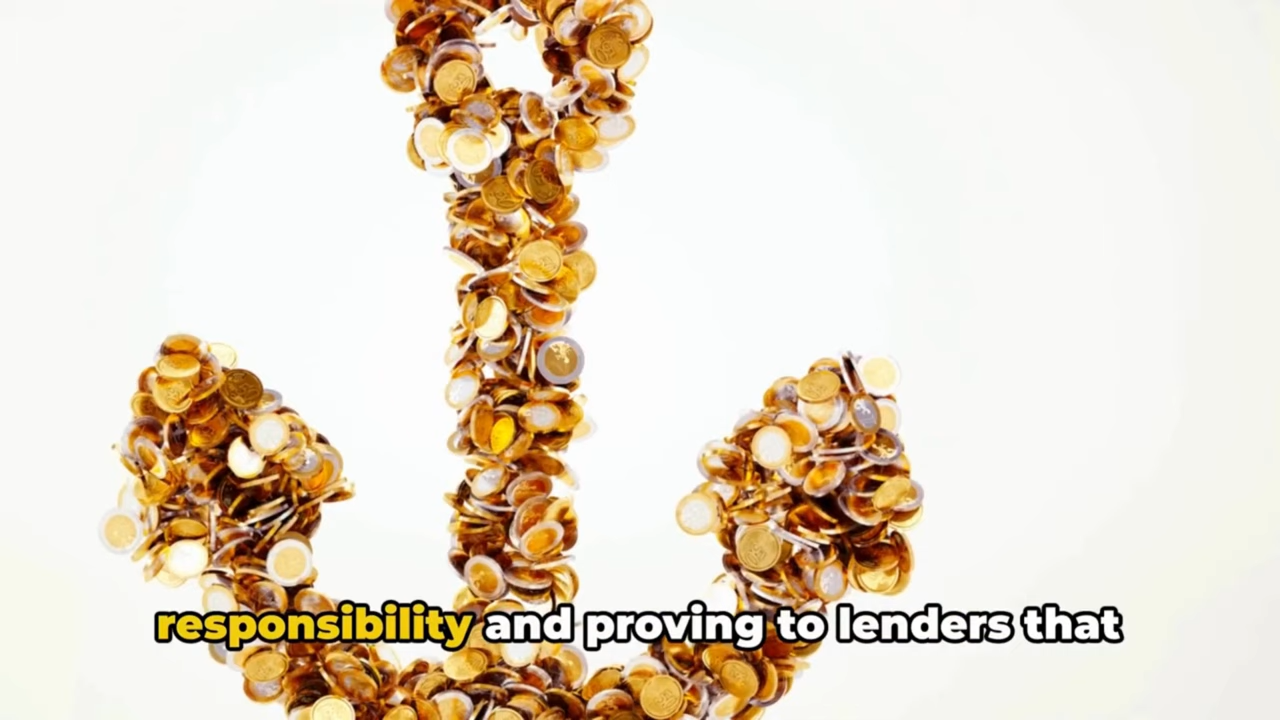 responsibility and proving to lenders that